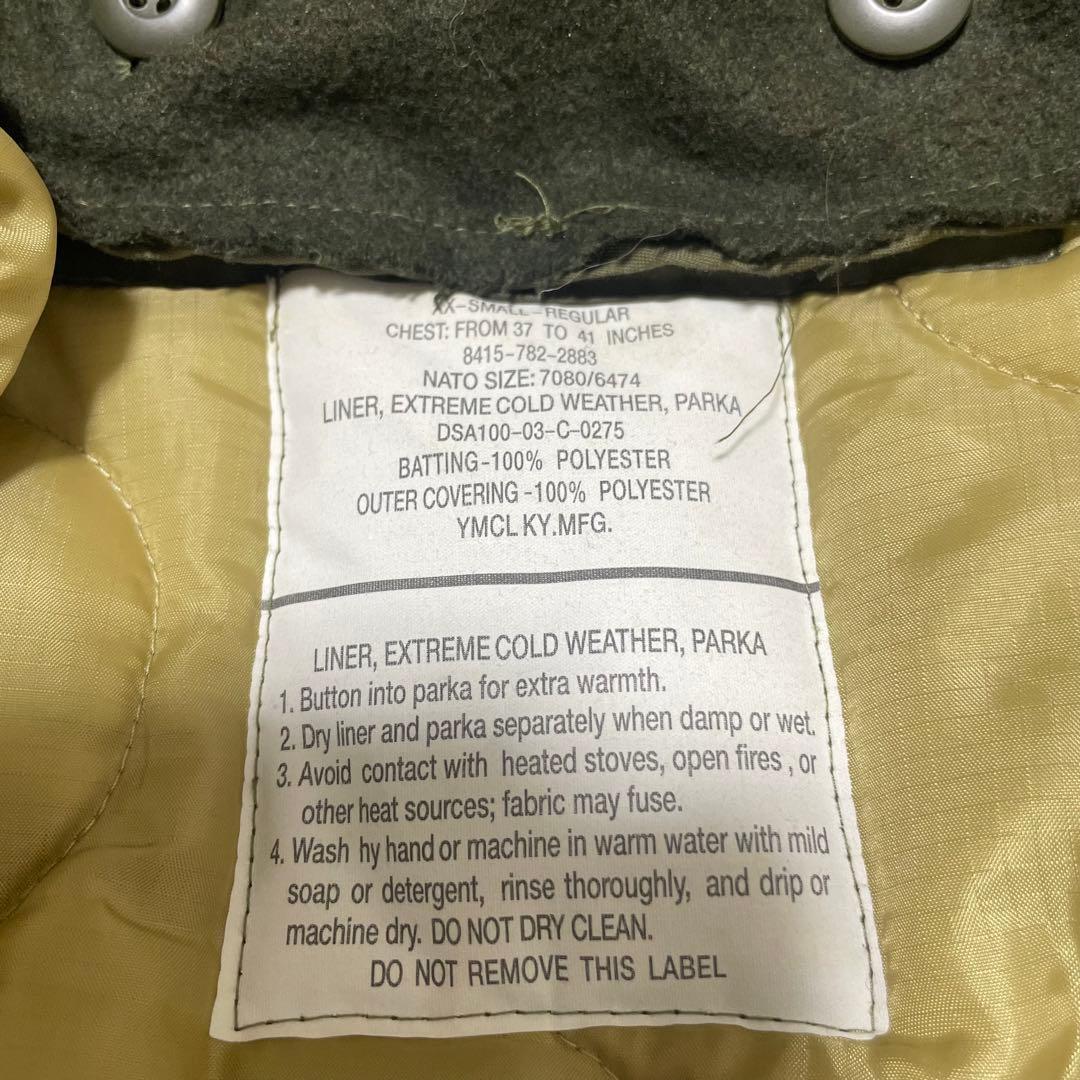 XX-SMALL-REGULAR
CHEST: FROM 37 TO 41 INCHES
8415-782-2883
NATO SIZE: 7080/6474
LINER, EXTREME COLD WEATHER, PARKA
DSA100-03-C-0275
BATTING-100% POLYESTER
OUTER COVERING-100% POLYESTER
YMCLKY.MFG.
LINER, EXTREME COLD WEATHER, PARKA
1. Button into parka for extra warmth.
2. Dry liner and parka separately when damp or wet.
3. Avoid contact with heated stoves, open fires, or
other heat sources; fabric may fuse.
4. Wash hy hand or machine in warm water with mild
soap or detergent, rinse thoroughly, and drip or
machine dry. DO NOT DRY CLEAN.
DO NOT REMOVE THIS LABEL